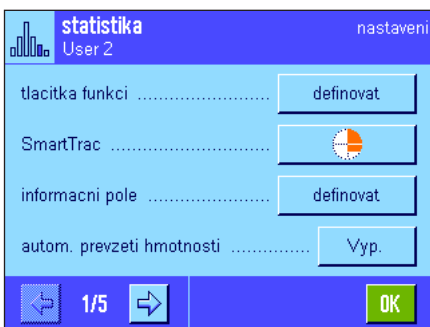 statistika
nastaveni
User 2
tlacitka funkci ........................ definovat
SmartTrac .............................
informacni pole ...................... definovat
autom. prevzeti hmotnosti .............. Vyp.
1/5
OK